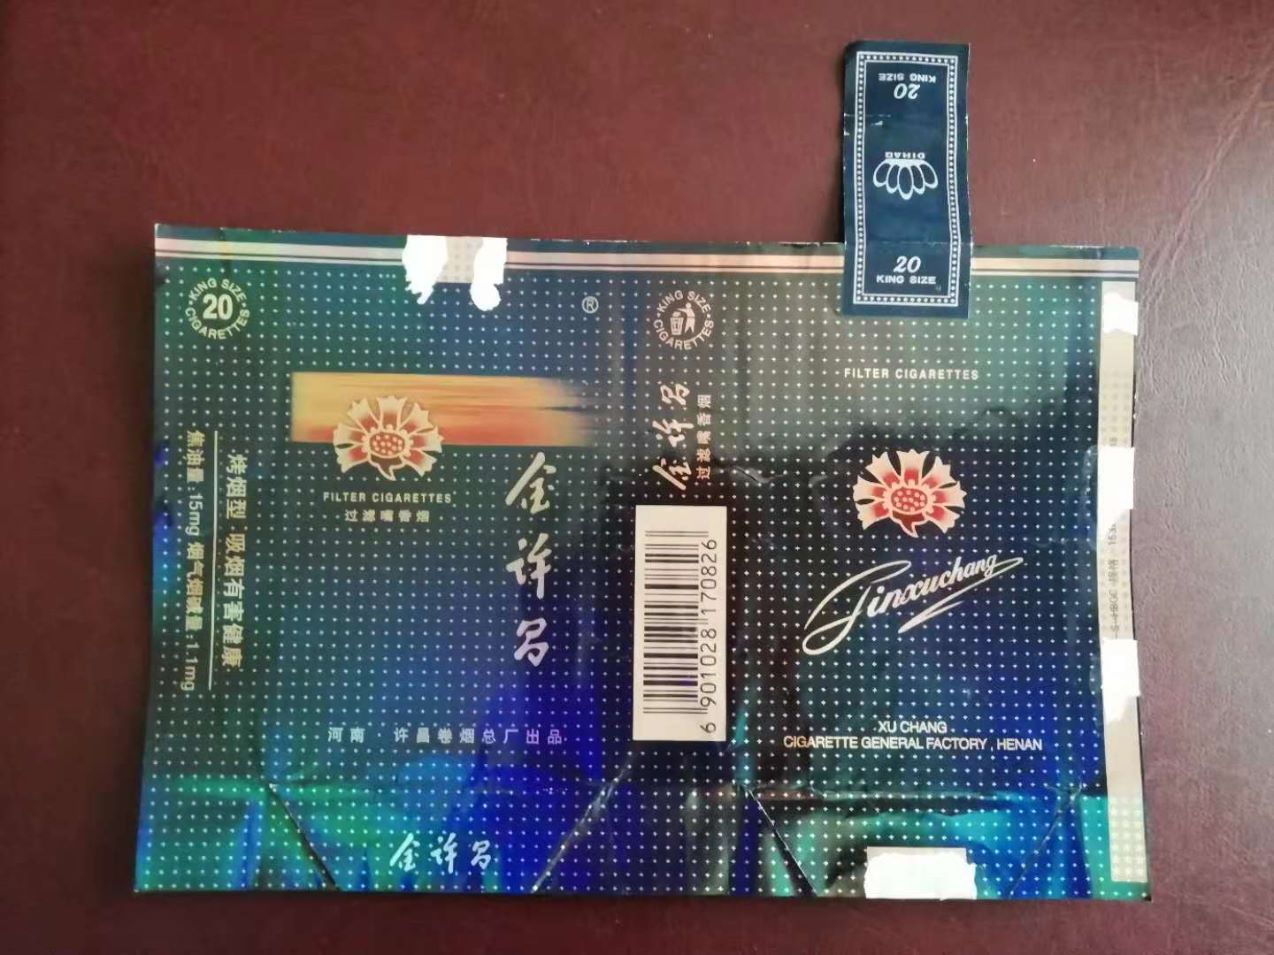 KING SIZE
20
DIHAO
20
KING SIZE
KING SIZE
20
CIGARETTES
®
KING SIZE
CIGARETTES
FILTER CIGARETTES
烤烟型 吸烟有害健康
焦油量:15mg 烟气烟碱量:1.1mg
FILTER CIGARETTES
过滤嘴香烟
金许昌
金许昌
过滤嘴香烟
6 901028 170826
Jinxuchang
河南 许昌卷烟总厂出品
XU CHANG
CIGARETTE GENERAL FACTORY , HENAN
金许昌